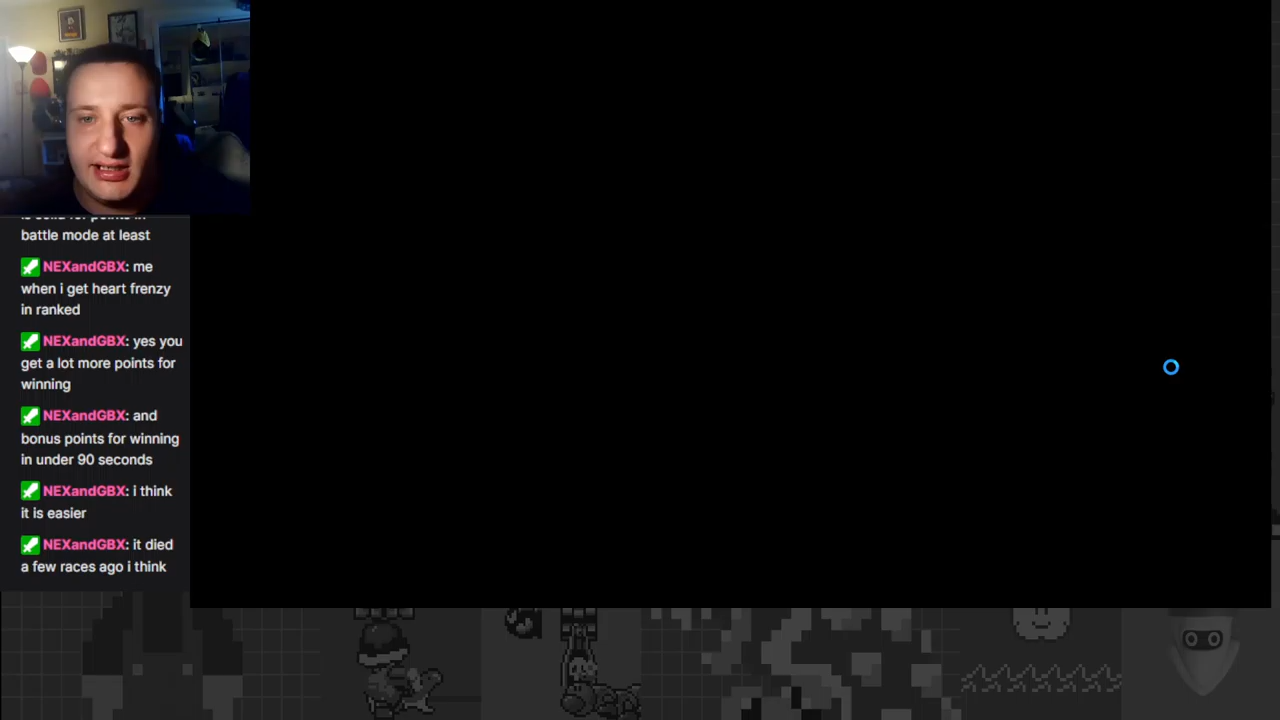 battle mode at least
NEXandGBX: me
when i get heart frenzy
in ranked
NEXandGBX: yes you
get a lot more points for
winning
NEXandGBX: and
bonus points for winning
in under 90 seconds
NEXandGBX: i think
it is easier
NEXandGBX: it died
a few races ago i think